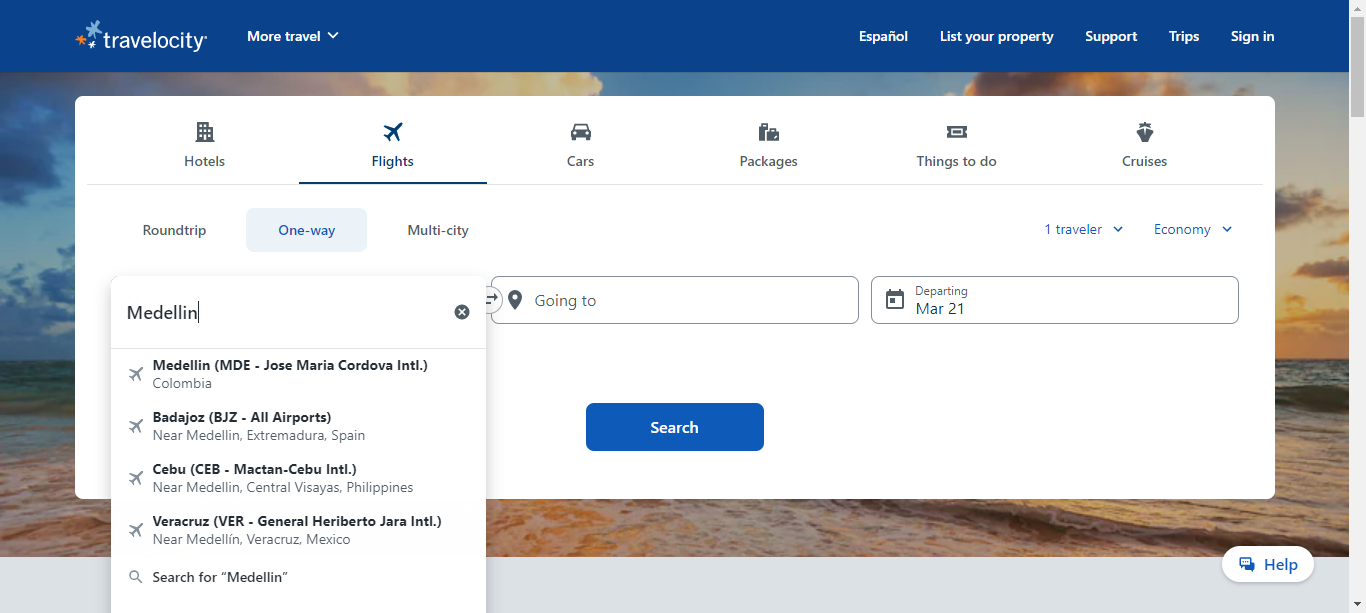 travelocity
More travel
Español
List your property
Support
Trips
Sign in
Hotels
Flights
Cars
Packages
Things to do
Cruises
Roundtrip
One-way
Multi-city
1 traveler
Economy
Medellin
Going to
Departing
Mar 21
Medellin (MDE - Jose Maria Cordova Intl.)
Colombia
Badajoz (BJZ - All Airports)
Near Medellin, Extremadura, Spain
Cebu (CEB - Mactan-Cebu Intl.)
Near Medellin, Central Visayas, Philippines
Veracruz (VER - General Heriberto Jara Intl.)
Near Medellín, Veracruz, Mexico
Search for “Medellin”
Search
Help